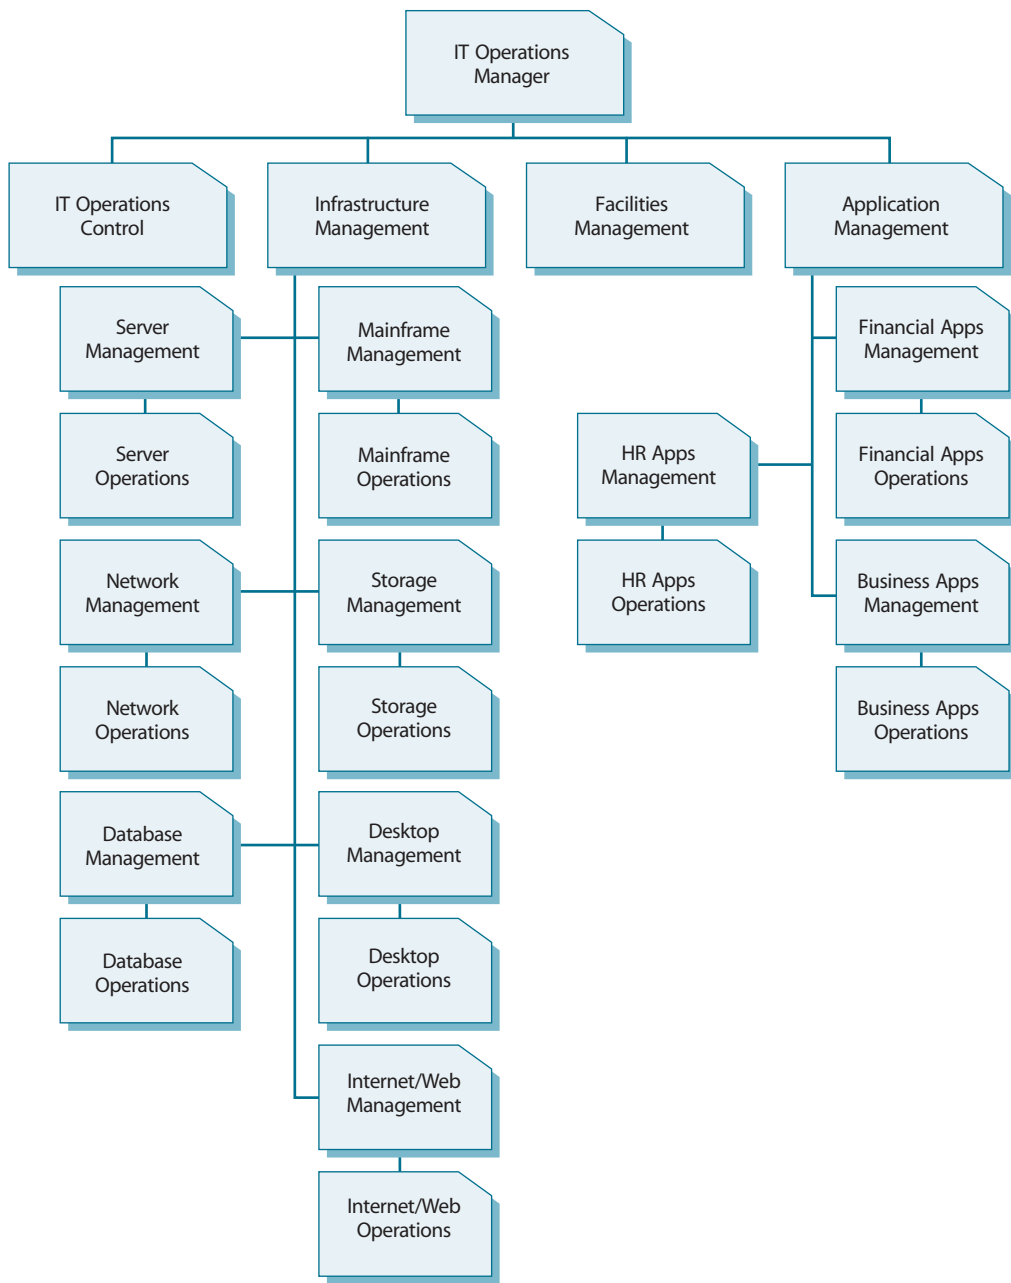 IT Operations
Manager
IT Operations
Control
Infrastructure
Management
Facilities
Management
Application
Management
Server
Management
Mainframe
Management
Financial Apps
Management
Server
Operations
Mainframe
Operations
HR Apps
Management
Financial Apps
Operations
Network
Management
Storage
Management
HR Apps
Operations
Business Apps
Management
Network
Operations
Storage
Operations
Business Apps
Operations
Database
Management
Desktop
Management
Database
Operations
Desktop
Operations
Internet/Web
Management
Internet/Web
Operations